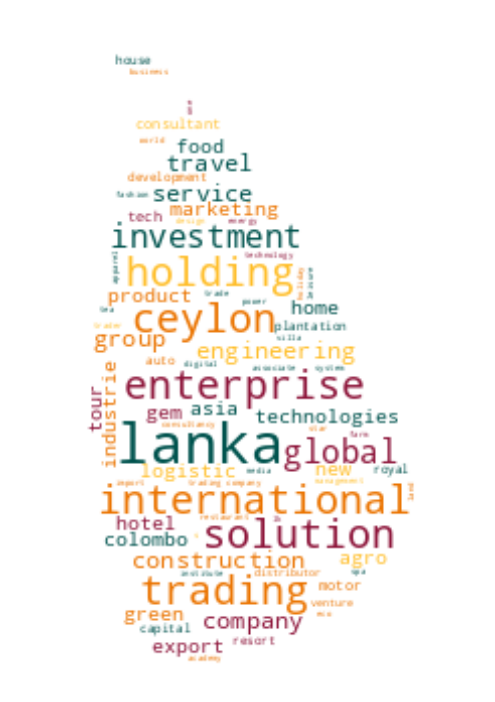 house
business
consultant
world
food
travel
development
fashion service
tech marketing
design energy
investment
technology
apparel
holding
holiday
leisure
product trade
power home
tea
ceylon
trader plantation
group villa
engineering
auto digital associate system
tour
industrie
enterprise
gem asia technologies
consultancy star
lanka global farm
logistic media new royal
import trading-company management
international land
restaurant
hotel solution
colombo
construction agro
institute distributor spa
trading motor
venture
green company eco
capital
export resort
academy